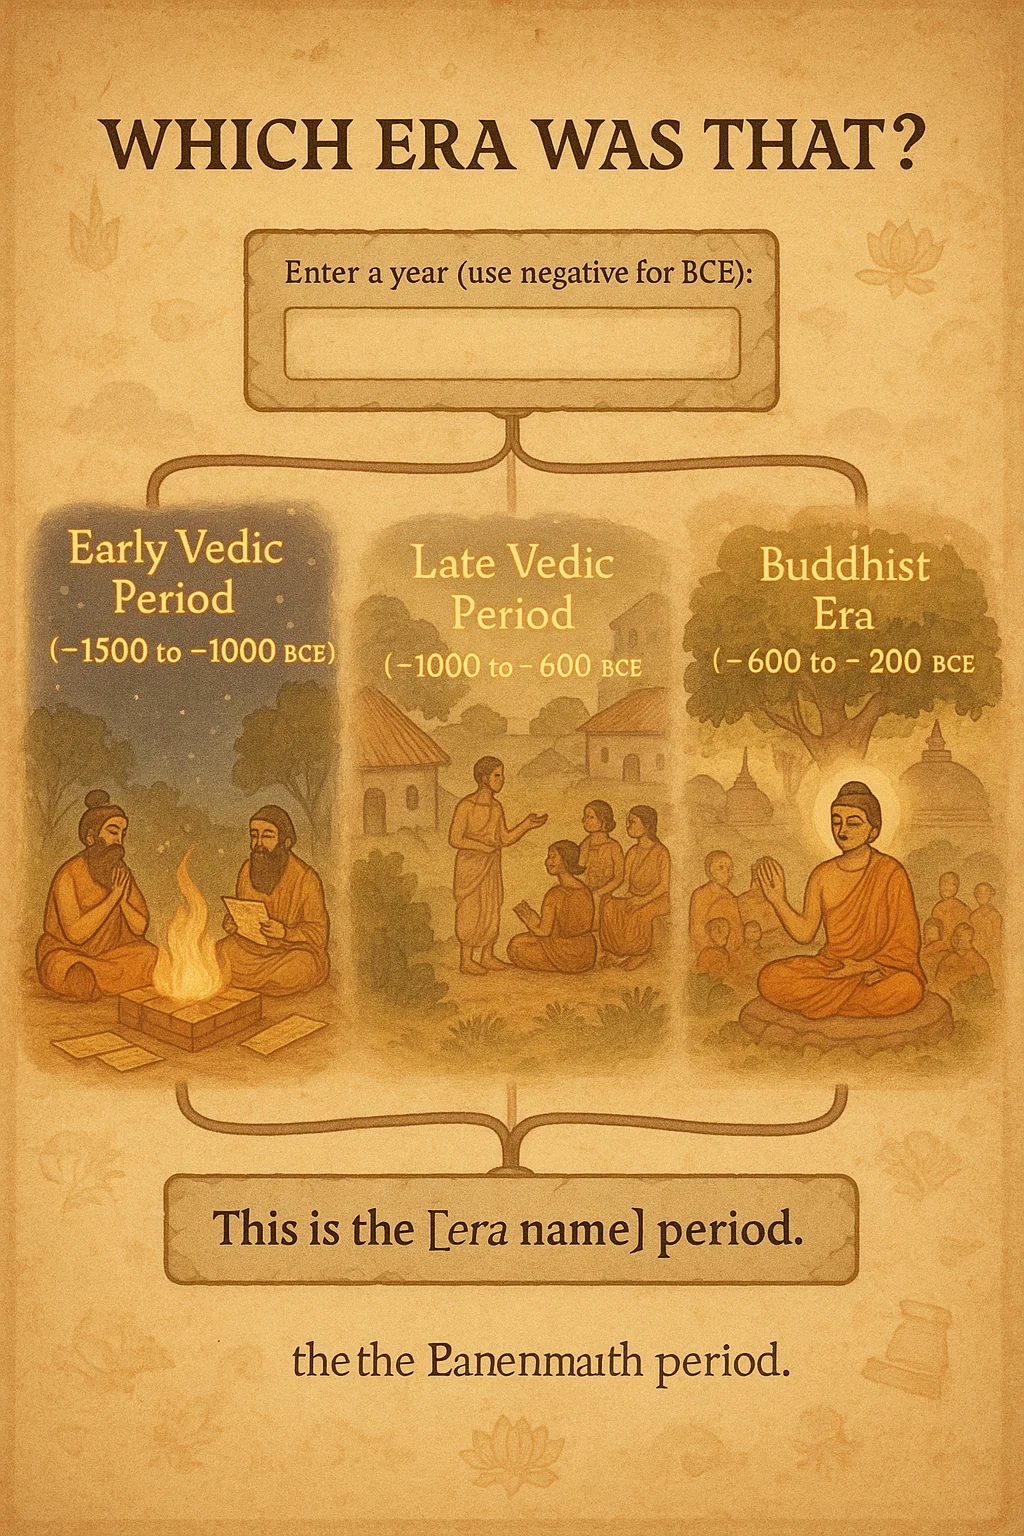 WHICH ERA WAS THAT?
Enter a year (use negative for BCE):
Early Vedic
Period
(−1500 to −1000 BCE)
Late Vedic
Period
(−1000 to − 600 BCE
Buddhist
Era
(− 600 to − 200 BCE
This is the [era name] period.
the the period.